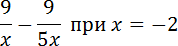 9/x − 9/5x при x = −2